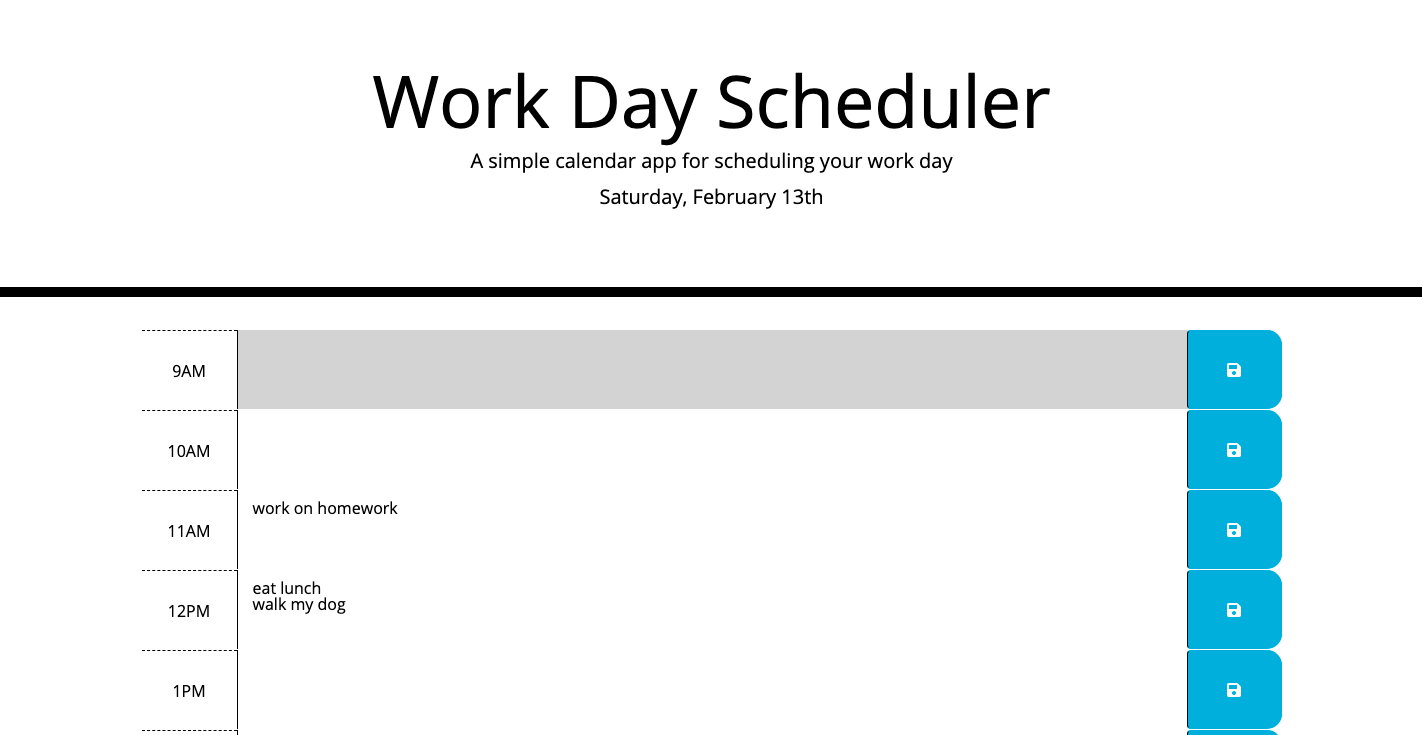 Work Day Scheduler
A simple calendar app for scheduling your work day
Saturday, February 13th
9AM
10AM
work on homework
11AM
eat lunch
walk my dog
12PM
1PM